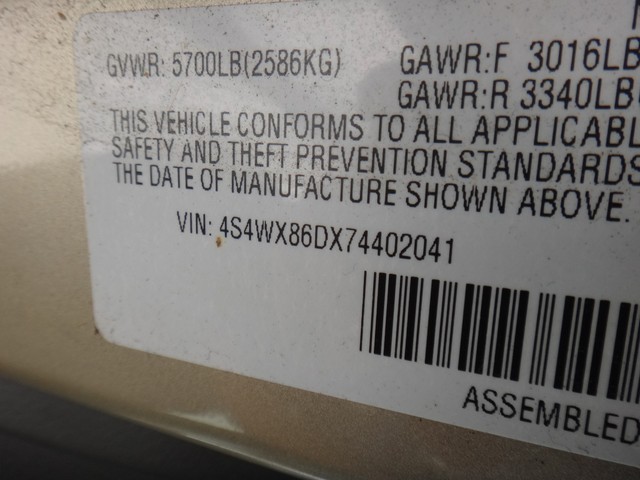 GVWR: 5700LB(2586KG) GAWR:F 3016LB
GAWR:R 3340LB
THIS VEHICLE CONFORMS TO ALL APPLICABL
SAFETY AND THEFT PREVENTION STANDARDS
THE DATE OF MANUFACTURE SHOWN ABOVE.
VIN: 4S4WX86DX74402041
ASSEMBLED